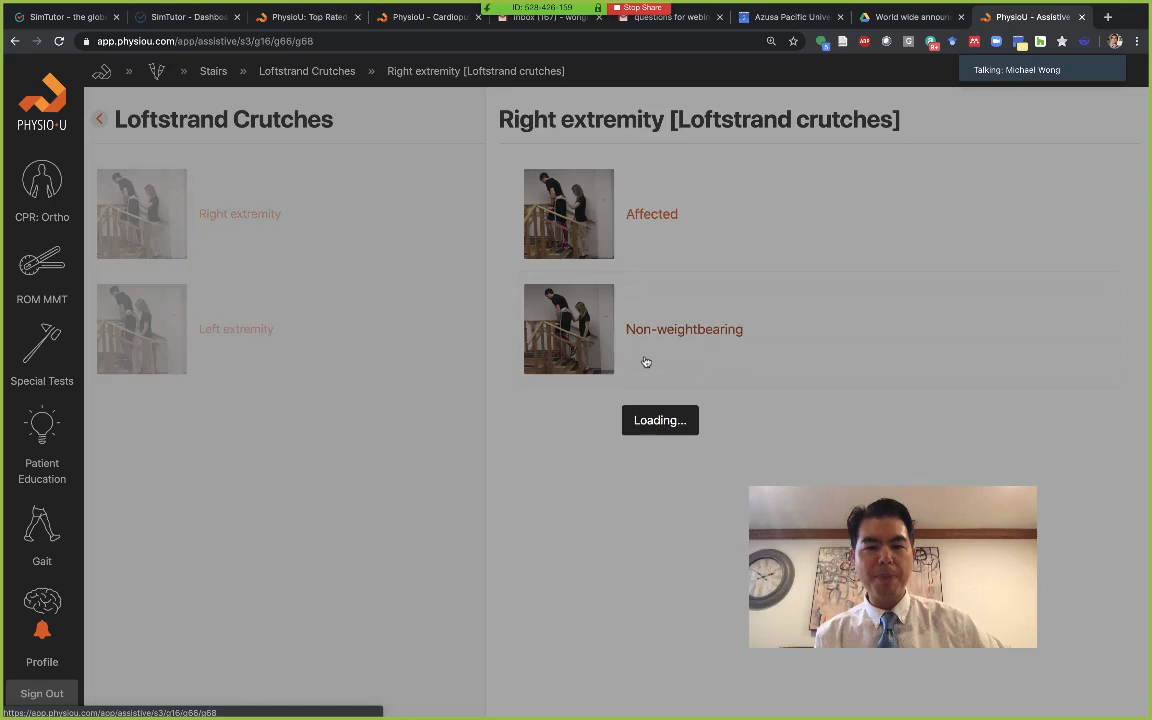 ID: 528-426-159
Stop Share
SimTutor - the glob
SimTutor - Dashbo
PhysioU: Top Rated
PhysioU - Cardiopu
Inbox (167) - wong
questions for webin
Azusa Pacific Unive
World wide announ
PhysioU - Assistive
app.physiou.com/app/assistive/s3/g16/g66/g68
» » Stairs » Loftstrand Crutches » Right extremity [Loftstrand crutches]
Talking: Michael Wong
PHYSIO U
Loftstrand Crutches
Right extremity [Loftstrand crutches]
CPR: Ortho
Right extremity
Affected
ROM MMT
Left extremity
Non-weightbearing
Special Tests
Loading...
Patient
Education
Gait
Profile
Sign Out
https://app.physiou.com/app/assistive/s3/g16/g66/g68